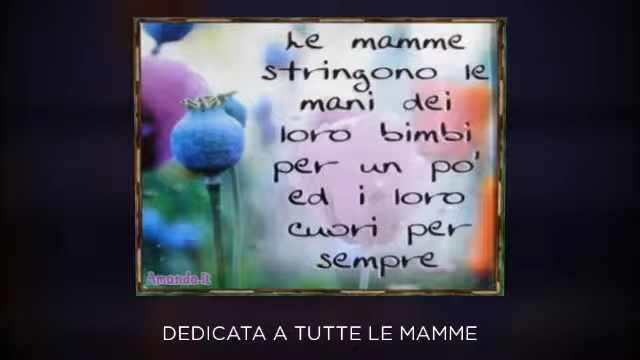 Le mamme
stringono le
mani dei
loro bimbi
per un po'
ed i loro
cuori per
sempre
Amando.it
DEDICATA A TUTTE LE MAMME